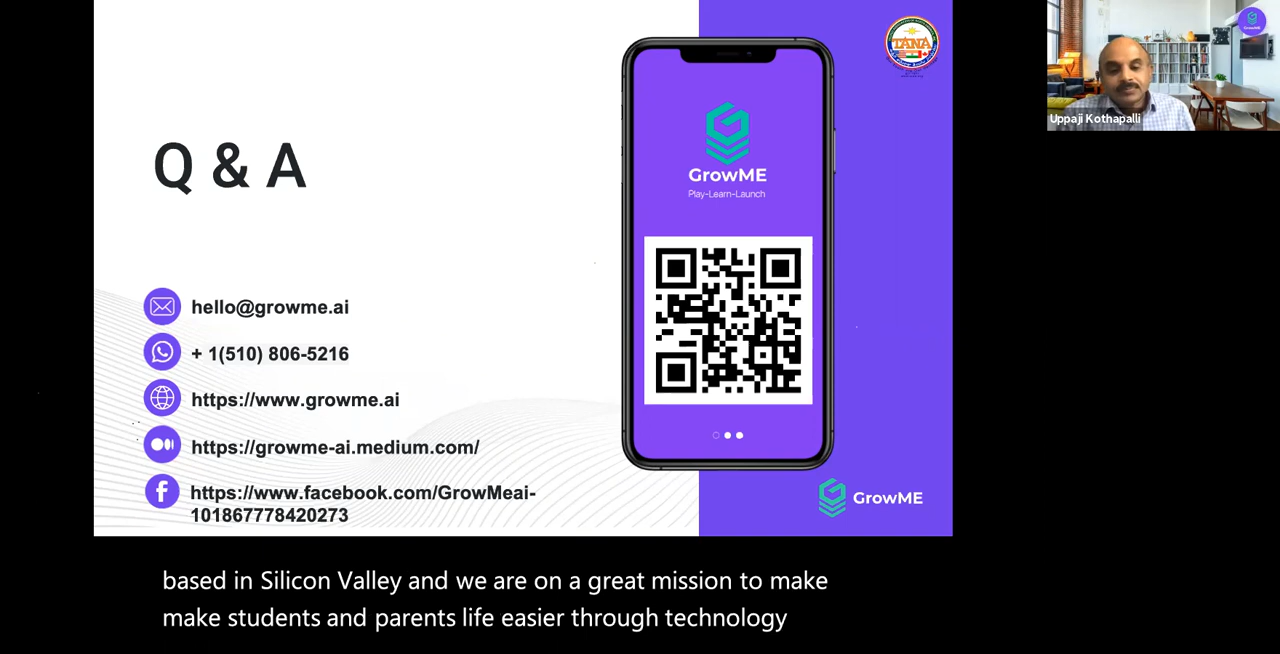 Q & A
hello@growme.ai
+ 1(510) 806-5216
https://www.growme.ai
https://growme-ai.medium.com/
https://www.facebook.com/GrowMeai-
101867778420273
GrowME
Play-Learn-Launch
TANA
GrowME
Uppaji Kothapalli
based in Silicon Valley and we are on a great mission to make
make students and parents life easier through technology